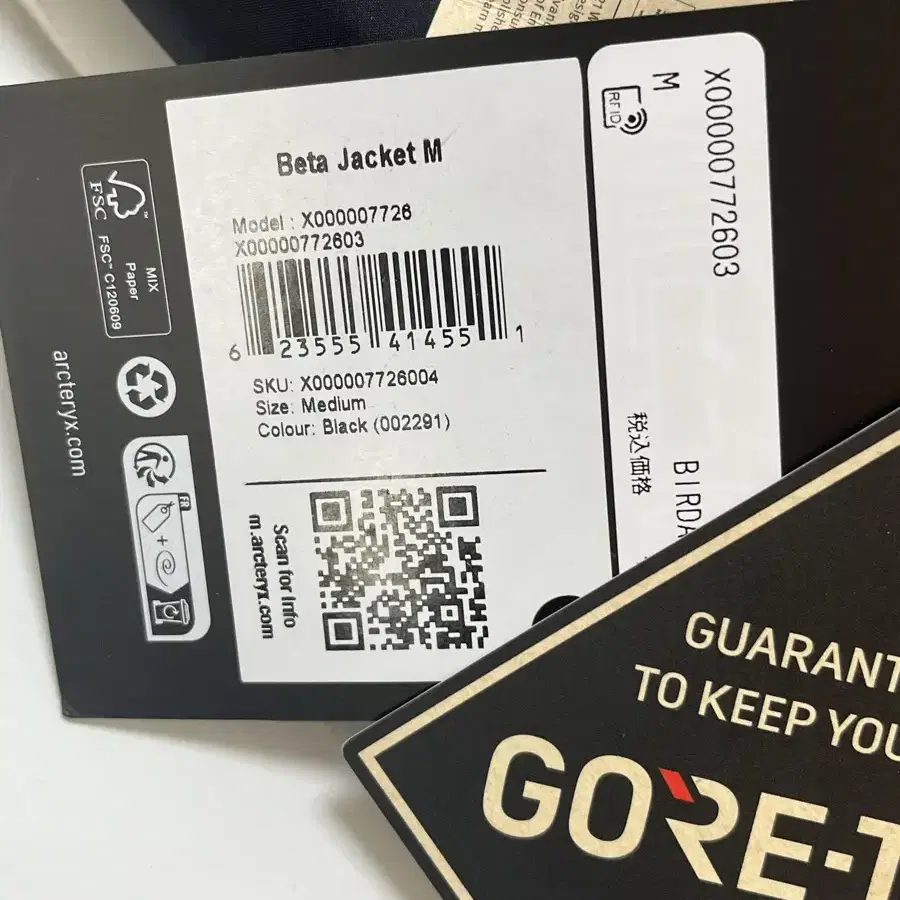 Beta Jacket M
Model : X000007726
X00000772603
6 23555 41455 1
SKU: X000007726004
Size: Medium
Colour: Black (002291)
Scan for Info
m.arcteryx.com
FSC
MIX
Paper
FSC™ C120609
arcteryx.com
FR
X00000772603
M
RFID
税込価格
GUARANT
TO KEEP YOU
GORE-T